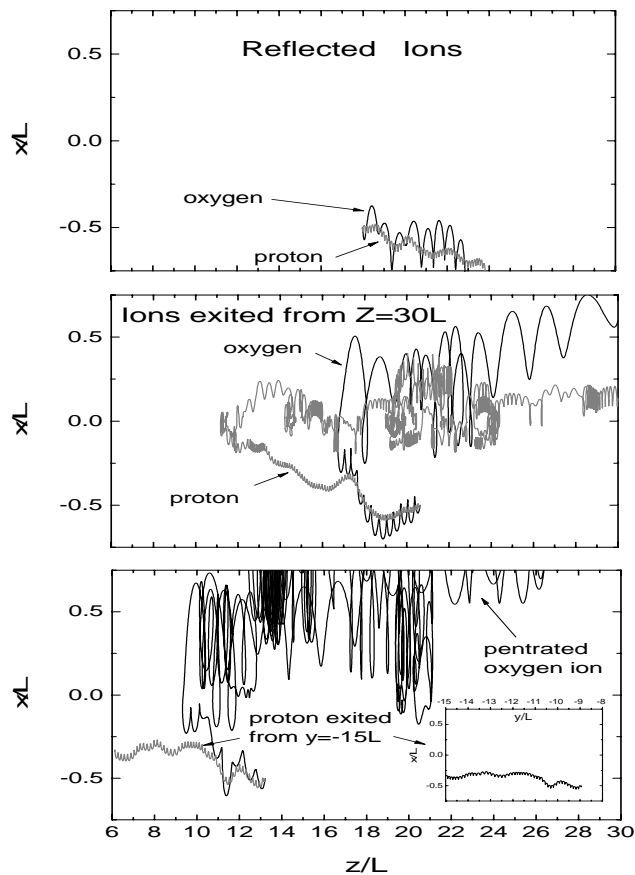 0.5
Reflected Ions
x/L
0.0
oxygen
-0.5
proton
0.5
Ions exited from Z=30L
oxygen
x/L
0.0
proton
-0.5
0.5
pentrated
oxygen ion
x/L
0.0
proton exited
from y=-15L
-15 -14 -13 -12 -11 -10 -9 -8
y/L
x/L
0.5
0.0
-0.5
-0.5
6 8 10 12 14 16 18 20 22 24 26 28 30
z/L